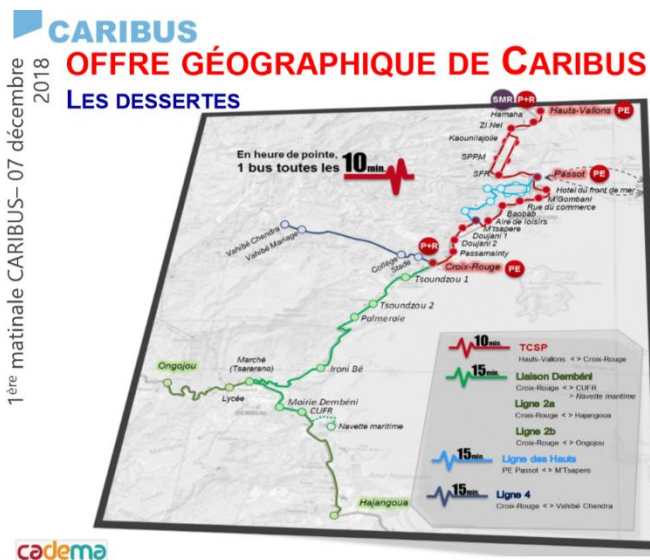 CARIBUS
OFFRE GÉOGRAPHIQUE DE CARIBUS
LES DESSERTES
1ère matinale CARIBUS– 07 décembre
2018
En heure de pointe,
1 bus toutes les 10min.
SMR P+R
Hauts-Vallons PE
Hamaha
ZI Nel
Kaounilajolie
SPPM
SFR
Passot PE
Hotel du front de mer
M'Gombani
Rue du commerce
Baobab
Aire de loisirs
M'tsapere
Doujani 1
Doujani 2
Passamainty
P+R
Croix-Rouge PE
Vahibé Chendra
Vahibé Mariage
Collège
Stade
Tsoundzou 1
Tsoundzou 2
Palmeraie
Ironi Bé
Ongojou
Marché
(Tsararano)
Lycée
Mairie Dembéni
CUFR
Navette maritime
Hajangoua
10min. TCSP
Hauts-Vallons <> Croix-Rouge
15min. Liaison Dembéni
Croix-Rouge <> CUFR
> Navette maritime
Ligne 2a
Croix-Rouge <> Hajangoua
Ligne 2b
Croix-Rouge <> Ongojou
15min. Ligne des Hauts
PE Passot <> M'Tsapere
15min. Ligne 4
Croix-Rouge <> Vahibé Chendra
cadema